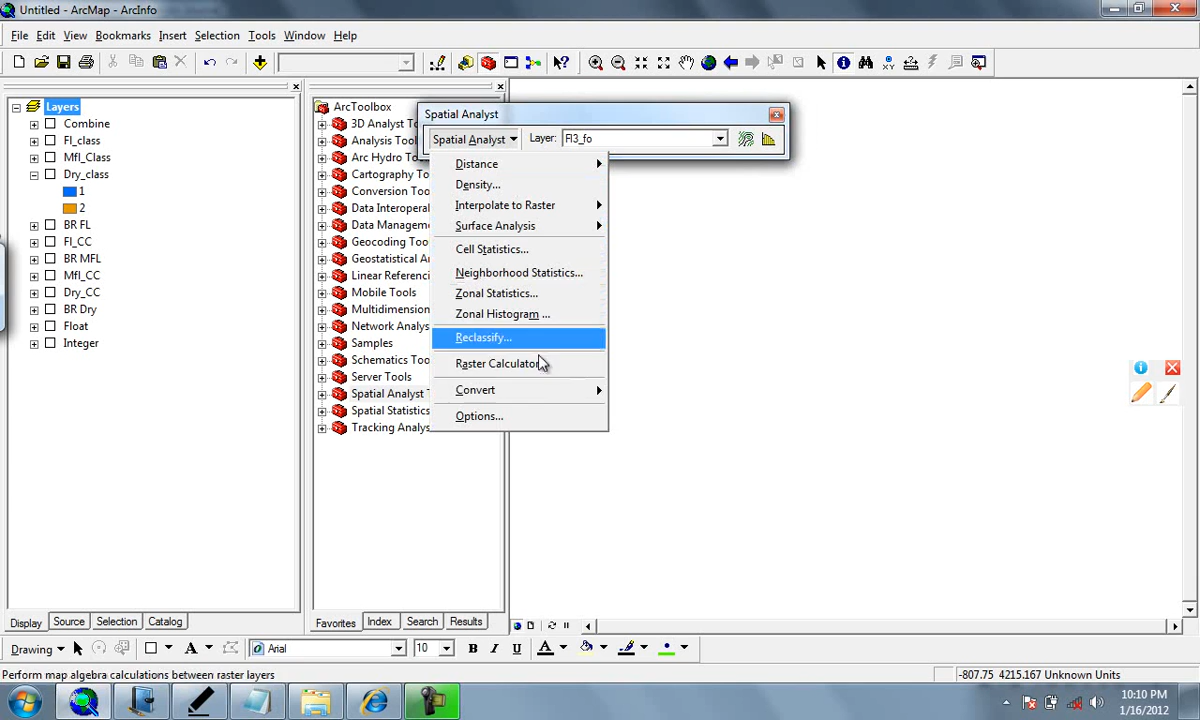 Untitled - ArcMap - ArcInfo
File Edit View Bookmarks Insert Selection Tools Window Help
Layers
Combine
Fl_class
Mfl_Class
Dry_class
1
2
BR FL
Fl_CC
BR MFL
Mfl_CC
Dry_CC
BR Dry
Float
Integer
Display Source Selection Catalog
ArcToolbox
3D Analyst To
Analysis Tool
Arc Hydro To
Cartography To
Conversion Too
Data Interoperal
Data Managem
Geocoding Too
Geostatistical Ar
Linear Referenci
Mobile Tools
Multidimension
Network Analys
Samples
Schematics Too
Server Tools
Spatial Analyst T
Spatial Statistics
Tracking Analys
Favorites Index Search Results
Spatial Analyst
Spatial Analyst Layer: Fl3_fo
Distance
Density...
Interpolate to Raster
Surface Analysis
Cell Statistics...
Neighborhood Statistics...
Zonal Statistics...
Zonal Histogram ...
Reclassify...
Raster Calculator
Convert
Options...
Drawing A Arial 10 B I U A
Perform map algebra calculations between raster layers
-807.75 4215.167 Unknown Units
10:10 PM
1/16/2012